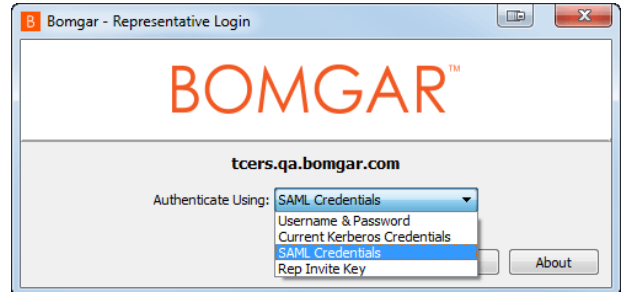 B Bomgar - Representative Login
BOMGAR™
tcers.qa.bomgar.com
Authenticate Using: SAML Credentials
Username & Password
Current Kerberos Credentials
SAML Credentials
Rep Invite Key
About